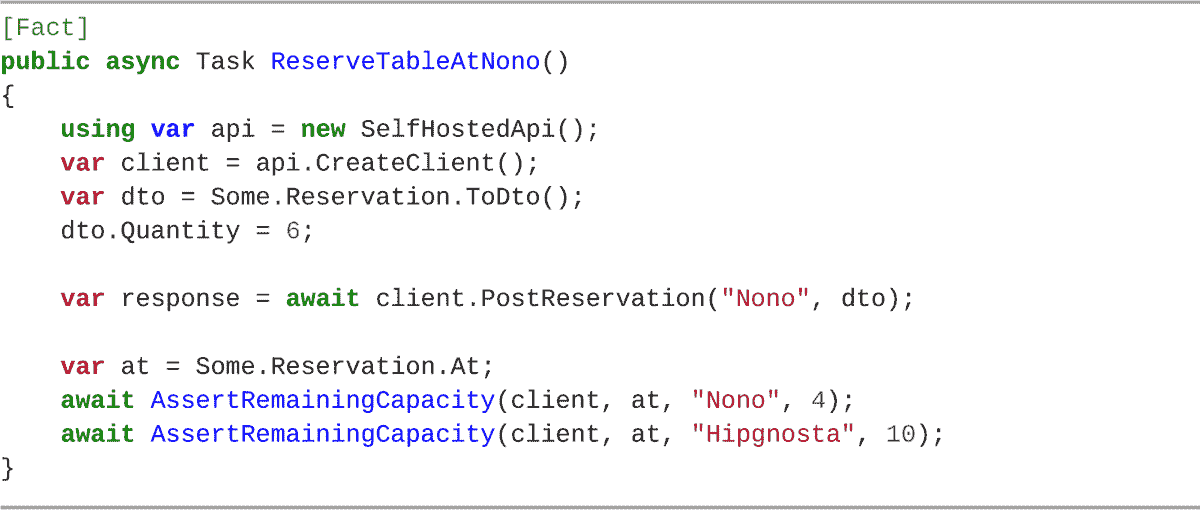 [Fact]
public async Task ReserveTableAtNono()
{
    using var api = new SelfHostedApi();
    var client = api.CreateClient();
    var dto = Some.Reservation.ToDto();
    dto.Quantity = 6;

    var response = await client.PostReservation("Nono", dto);

    var at = Some.Reservation.At;
    await AssertRemainingCapacity(client, at, "Nono", 4);
    await AssertRemainingCapacity(client, at, "Hipgnosta", 10);
}